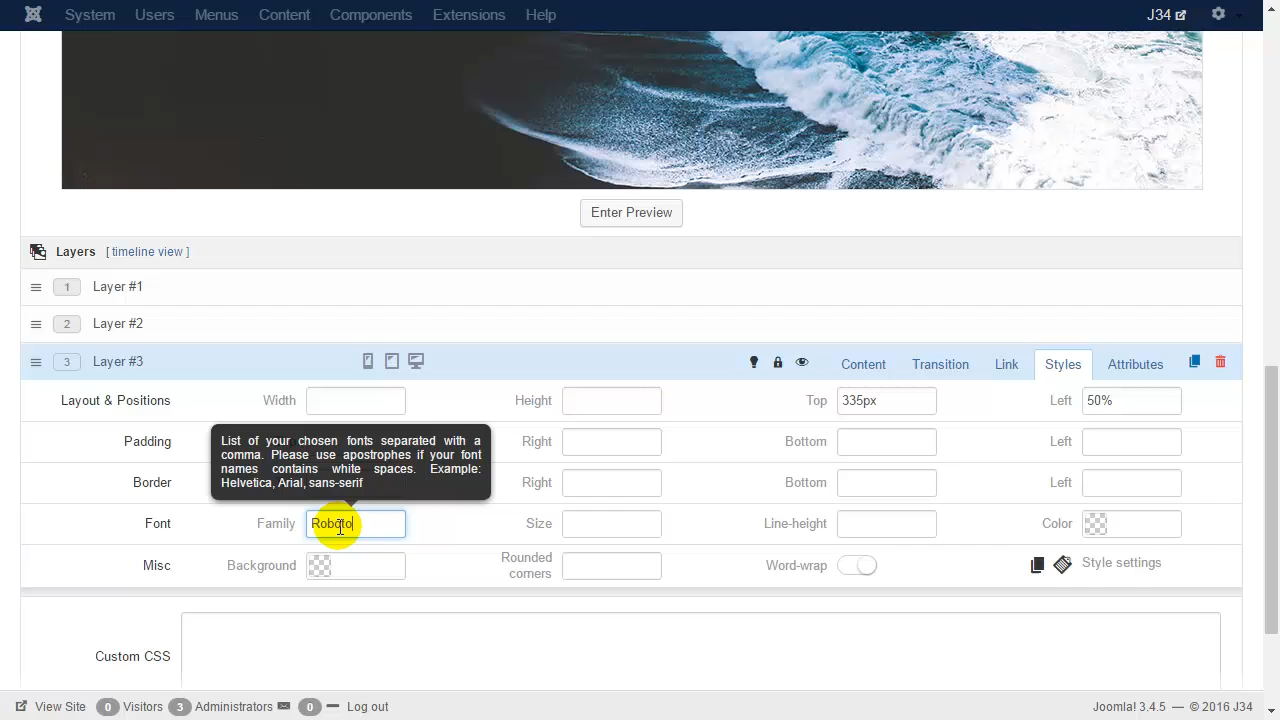 System Users Menus Content Components Extensions Help J34
Enter Preview
Layers [ timeline view ]
1 Layer #1
2 Layer #2
3 Layer #3 Content Transition Link Styles Attributes
Layout & Positions Width Height Top 335px Left 50%
Padding Right Bottom Left
List of your chosen fonts separated with a
comma. Please use apostrophes if your font
names contains white spaces. Example:
Helvetica, Arial, sans-serif
Border Right Bottom Left
Font Family Roboto Size Line-height Color
Misc Background Rounded corners Word-wrap Style settings
Custom CSS
View Site 0 Visitors 3 Administrators 0 Log out Joomla! 3.4.5 — © 2016 J34